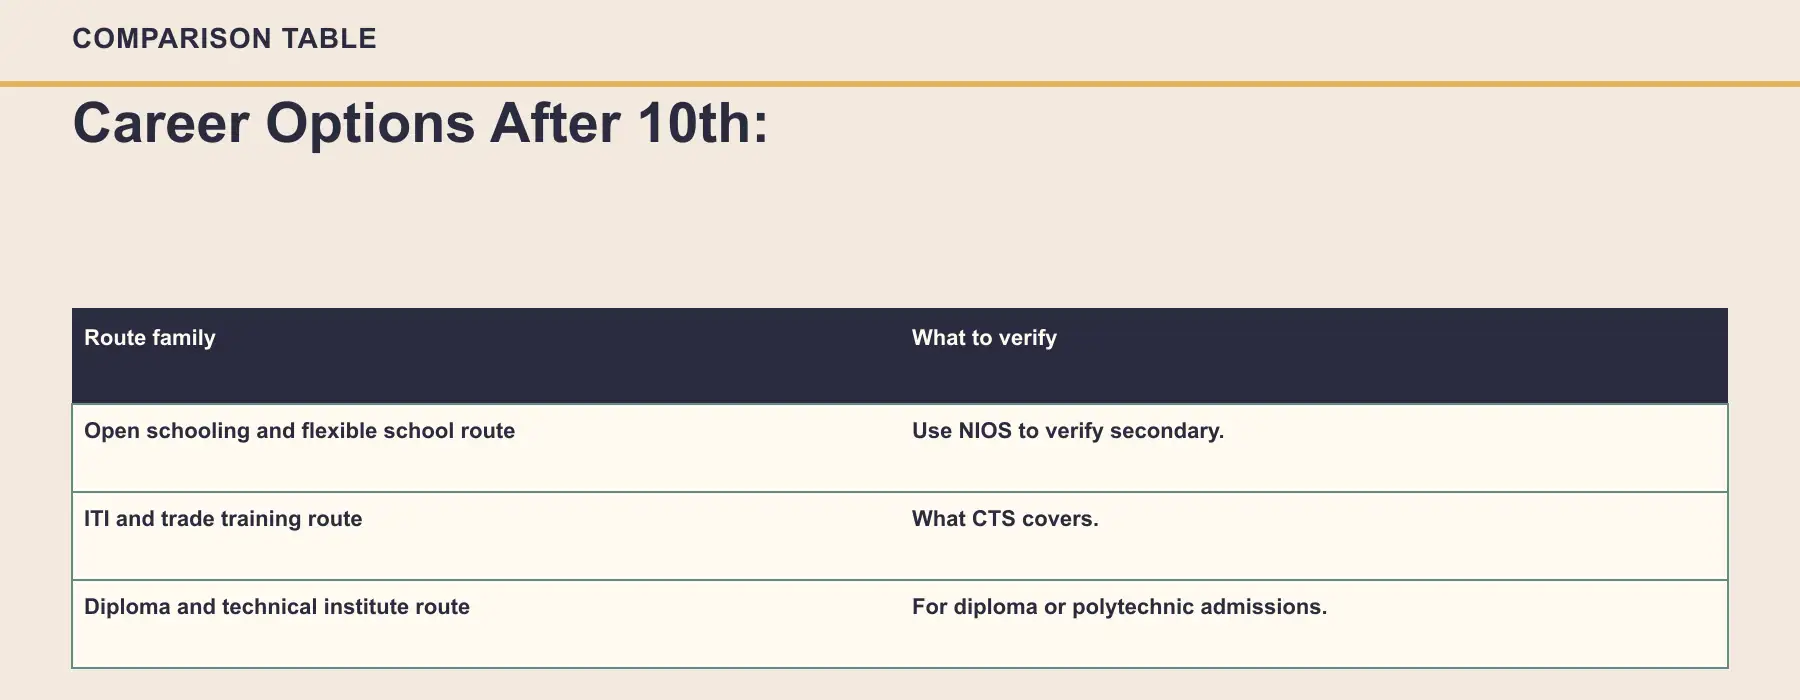 COMPARISON TABLE
Career Options After 10th:
Route family What to verify
Open schooling and flexible school route Use NIOS to verify secondary.
ITI and trade training route What CTS covers.
Diploma and technical institute route For diploma or polytechnic admissions.